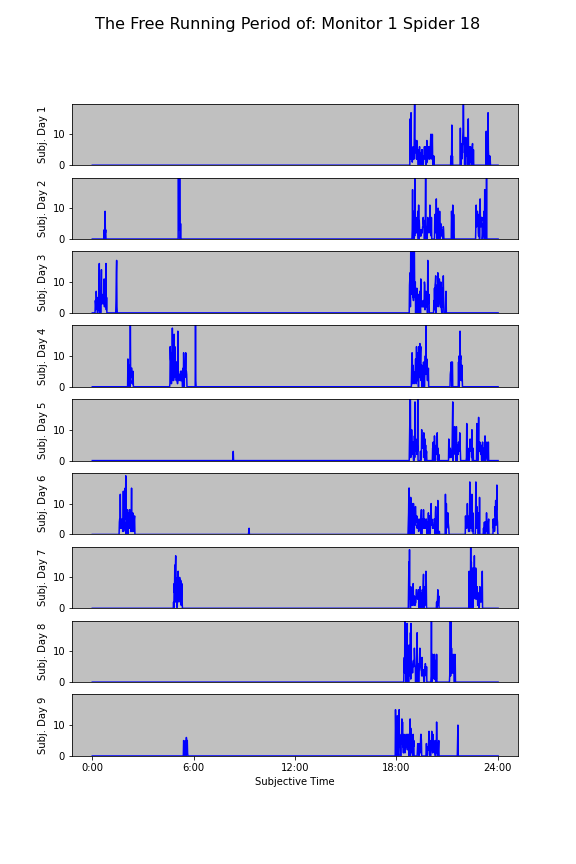 The Free Running Period of: Monitor 1 Spider 18
Subj. Day 1
10
0
Subj. Day 2
10
0
Subj. Day 3
10
0
Subj. Day 4
10
0
Subj. Day 5
10
0
Subj. Day 6
10
0
Subj. Day 7
10
0
Subj. Day 8
10
0
Subj. Day 9
10
0
0:00 6:00 12:00 18:00 24:00
Subjective Time